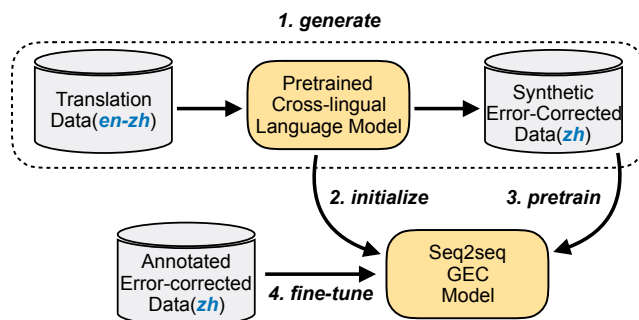 1. generate
Translation
Data(en-zh)
Pretrained
Cross-lingual
Language Model
Synthetic
Error-Corrected
Data(zh)
2. initialize
3. pretrain
Annotated
Error-corrected
Data(zh)
4. fine-tune
Seq2seq
GEC
Model